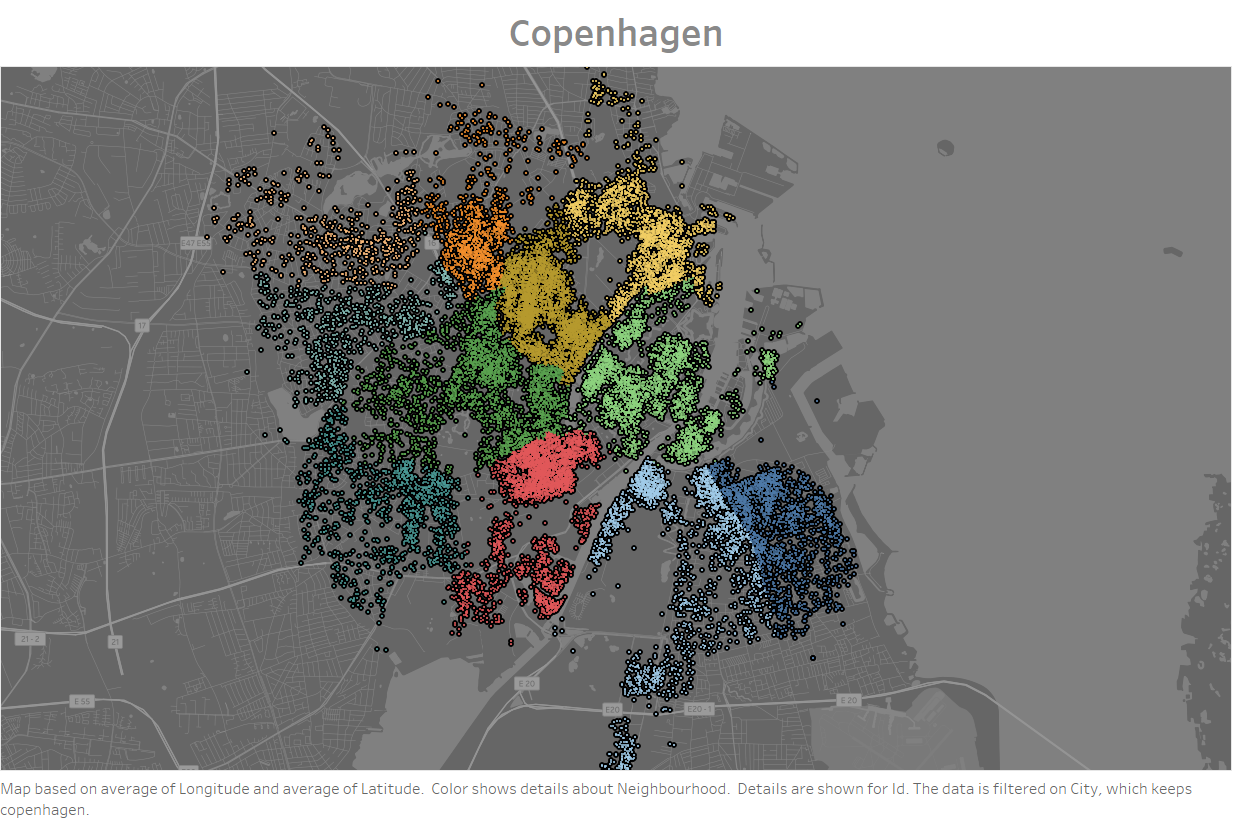 Copenhagen
E47 E55
16
17
21 - 2
21
E 55
E 20
E20
E20 - 1
E 20
Map based on average of Longitude and average of Latitude. Color shows details about Neighbourhood. Details are shown for Id. The data is filtered on City, which keeps
copenhagen.